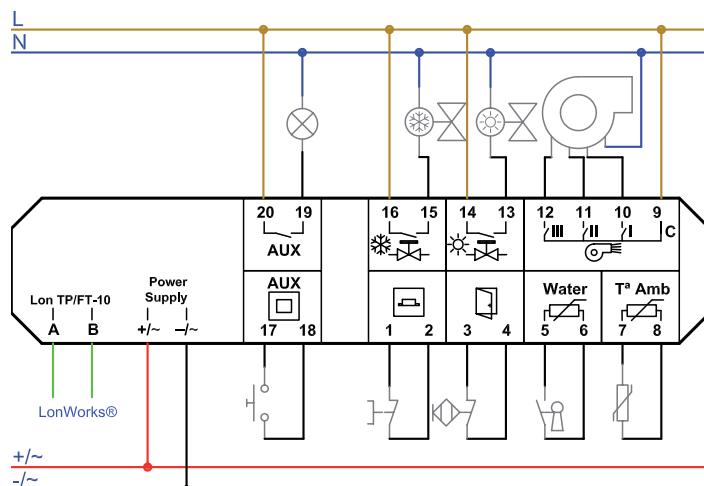 L
N
20 19 16 15 14 13 12 11 10 9
III II I C
AUX
Lon TP/FT-10
Power
Supply
A B +/~ –/~
AUX
Water
Tª Amb
17 18 1 2 3 4 5 6 7 8
LonWorks®
+/~
-/~